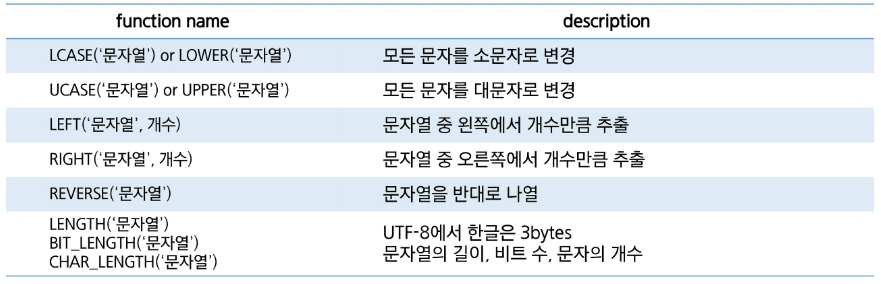 function name description
LCASE(‘문자열’) or LOWER(‘문자열’) 모든 문자를 소문자로 변경
UCASE(‘문자열’) or UPPER(‘문자열’) 모든 문자를 대문자로 변경
LEFT(‘문자열’, 개수) 문자열 중 왼쪽에서 개수만큼 추출
RIGHT(‘문자열’, 개수) 문자열 중 오른쪽에서 개수만큼 추출
REVERSE(‘문자열’) 문자열을 반대로 나열
LENGTH(‘문자열’)
BIT_LENGTH(‘문자열’)
CHAR_LENGTH(‘문자열’)
UTF-8에서 한글은 3bytes
문자열의 길이, 비트 수, 문자의 개수